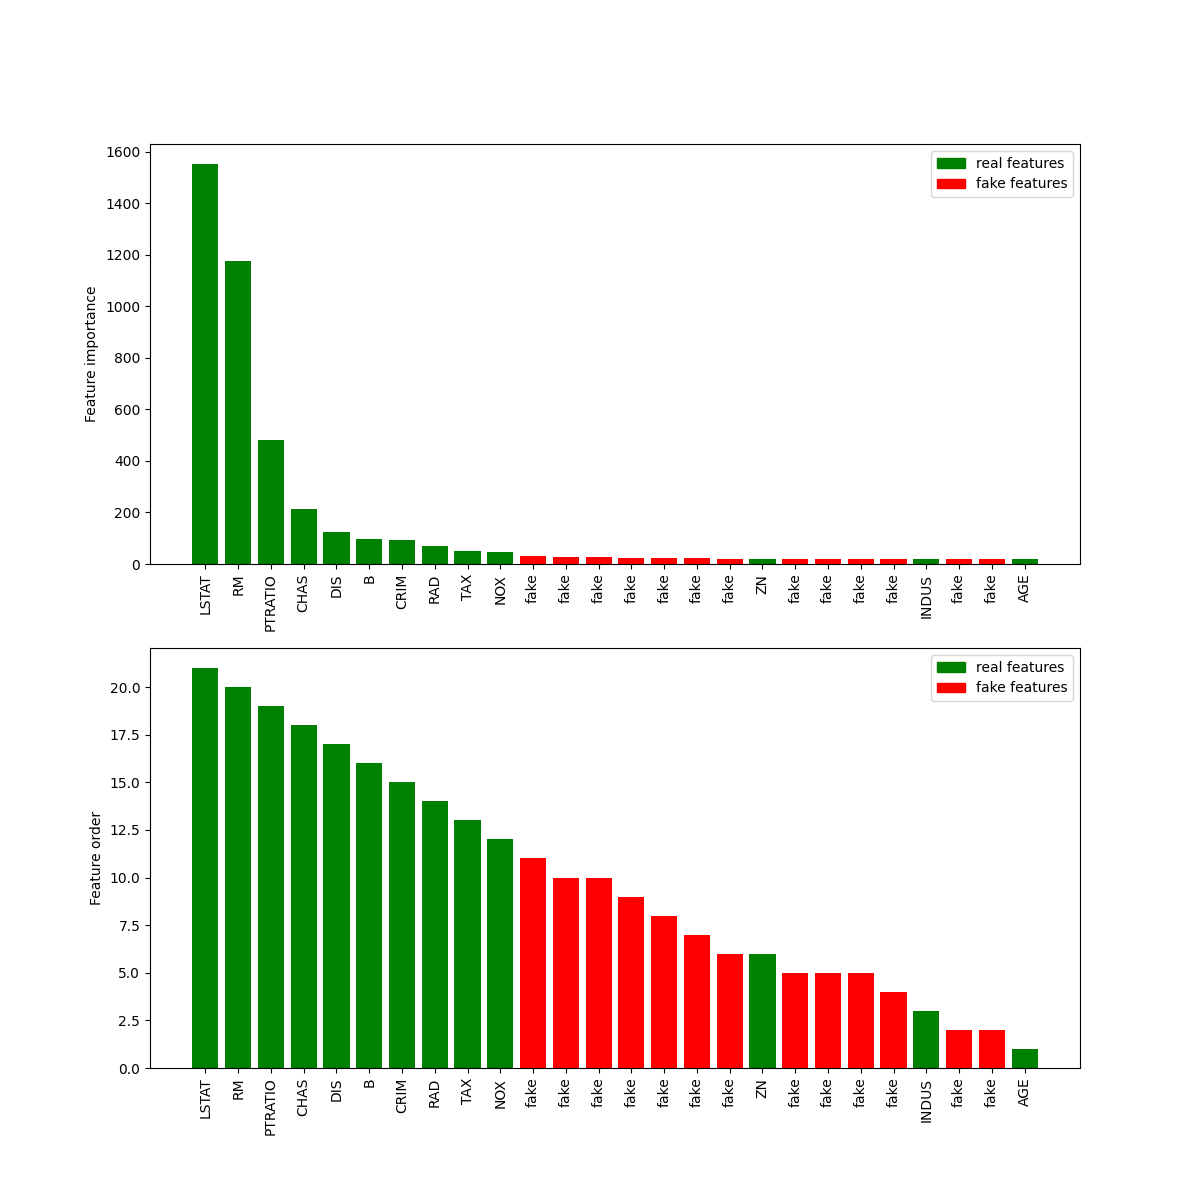 1600
1400
1200
1000
800
600
400
200
0
Feature importance
real features
fake features
LSTAT RM PTRATIO CHAS DIS B CRIM RAD TAX NOX fake fake fake fake fake fake fake ZN fake fake fake fake INDUS fake fake AGE
20.0
17.5
15.0
12.5
10.0
7.5
5.0
2.5
0.0
Feature order
real features
fake features
LSTAT RM PTRATIO CHAS DIS B CRIM RAD TAX NOX fake fake fake fake fake fake fake ZN fake fake fake fake INDUS fake fake AGE